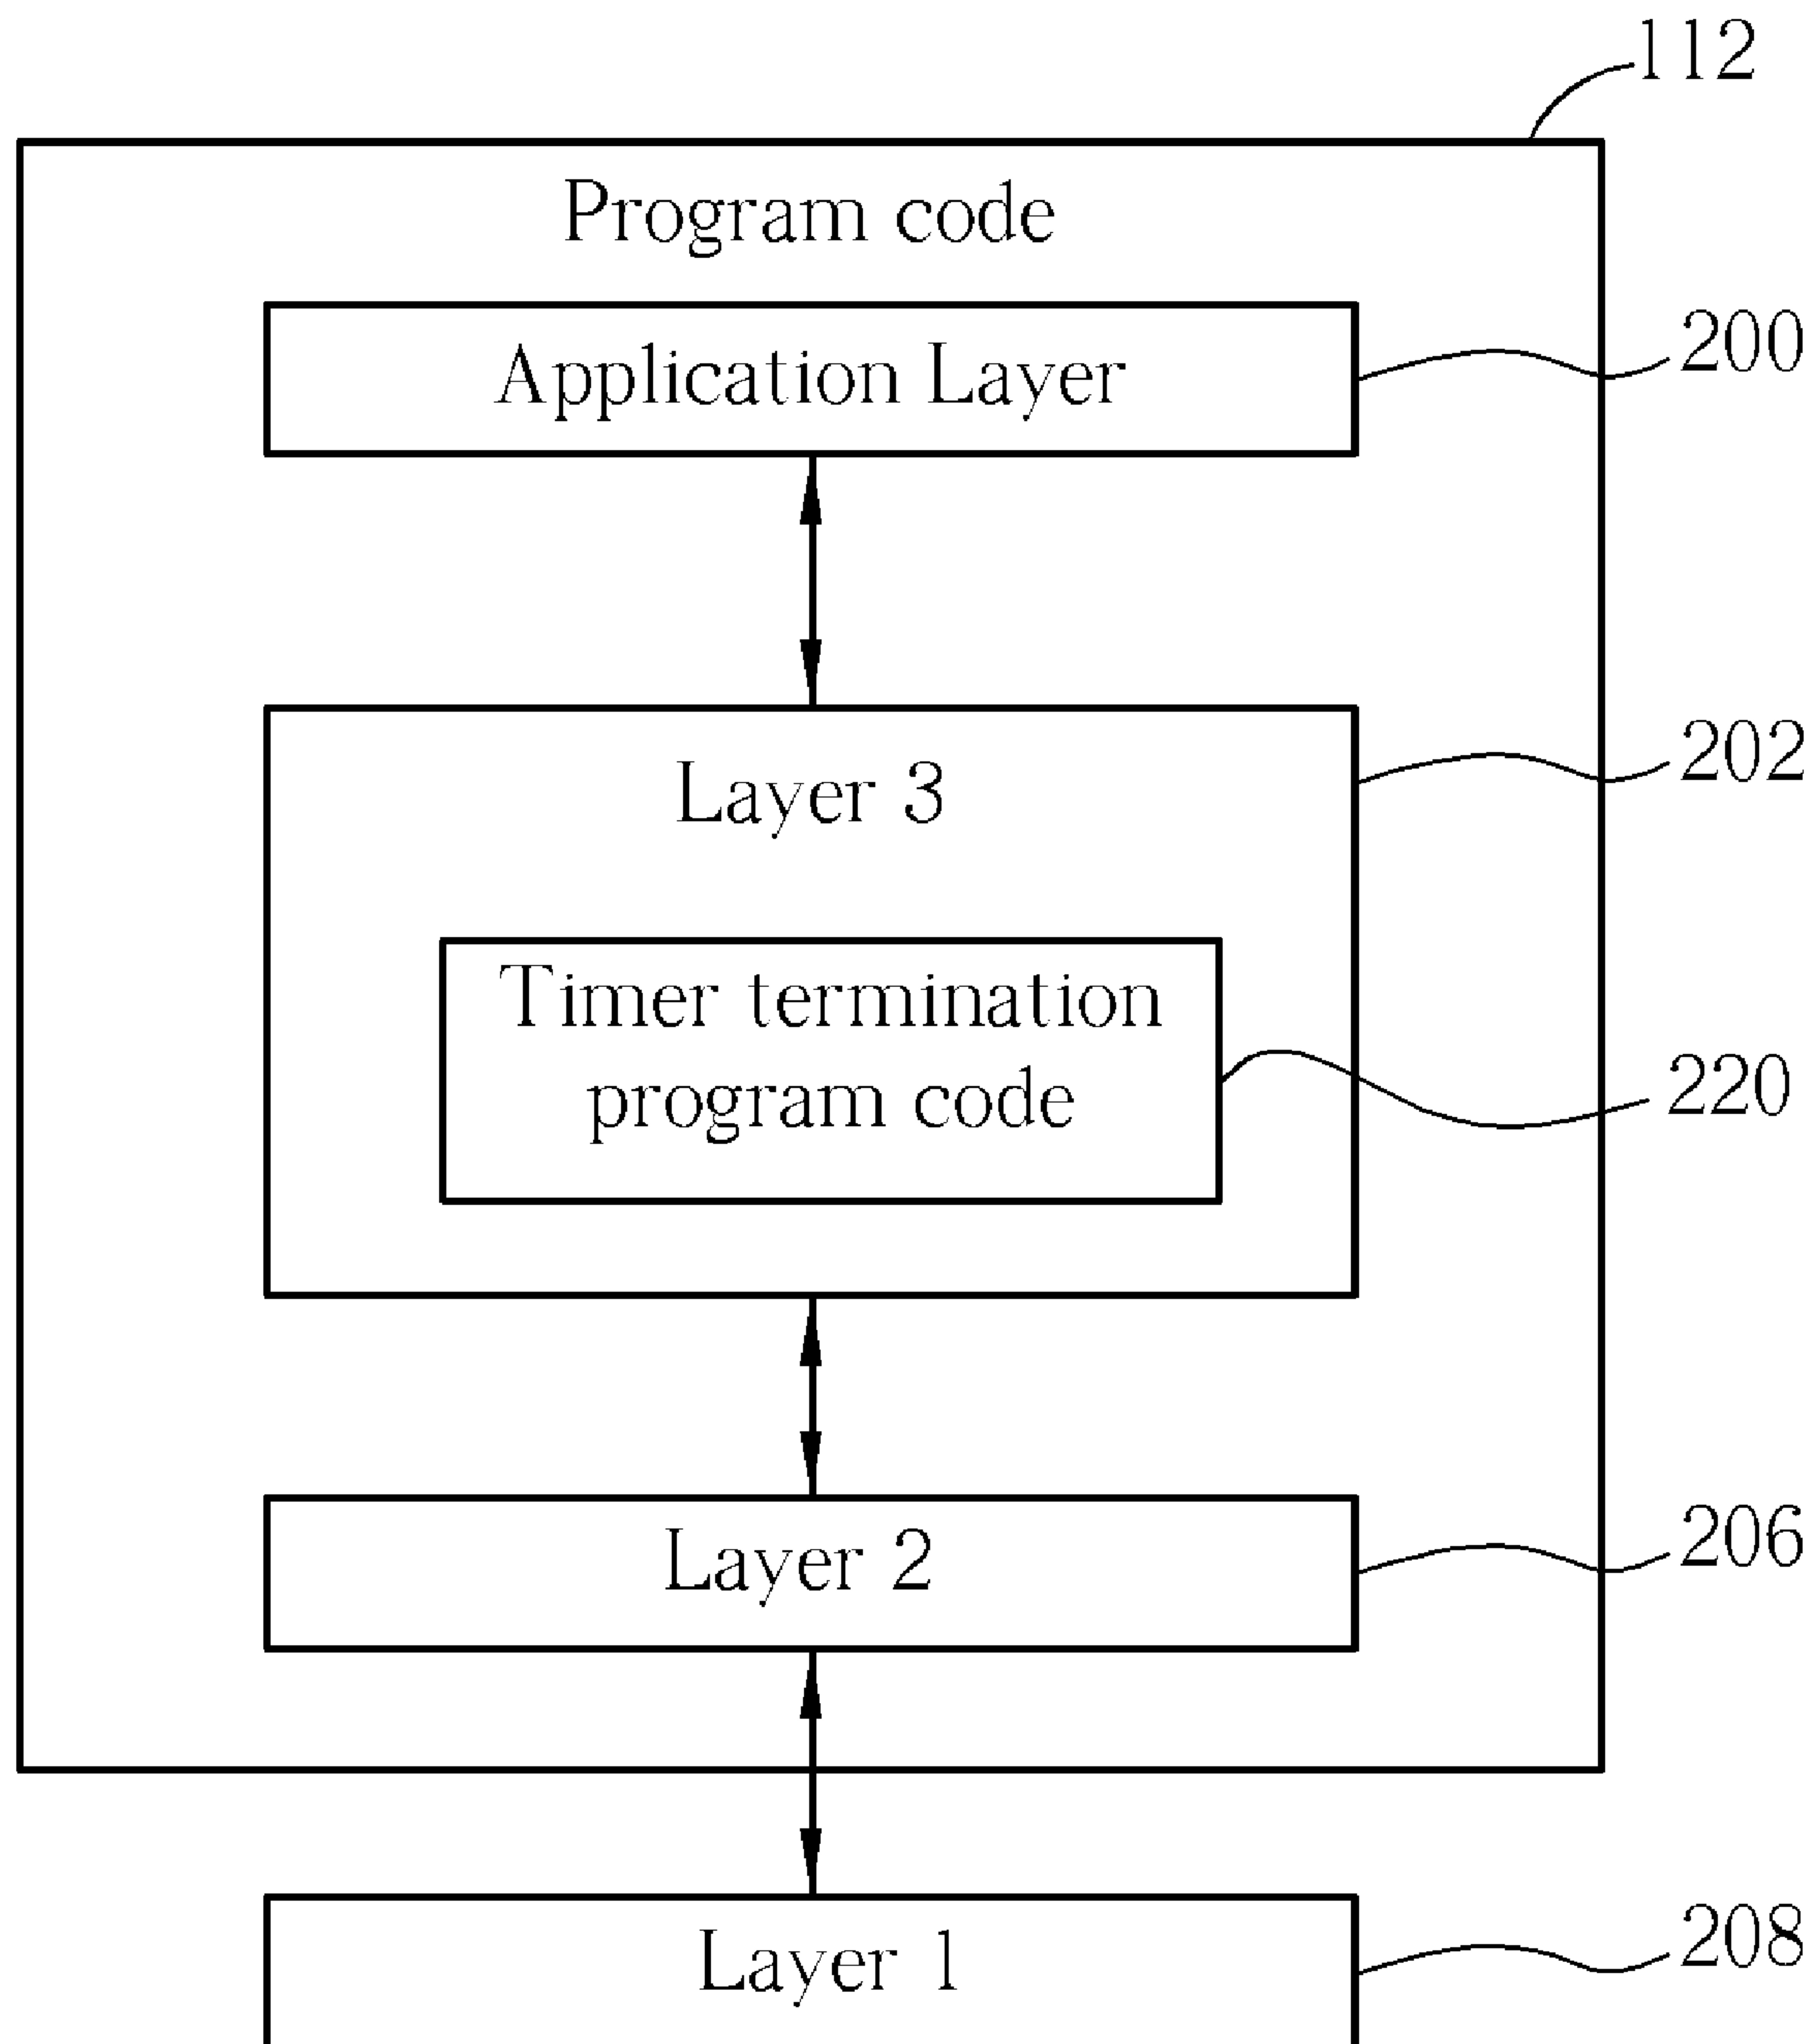 112
Program code
Application Layer
200
Layer 3
202
Timer termination
program code
220
Layer 2
206
Layer 1
208